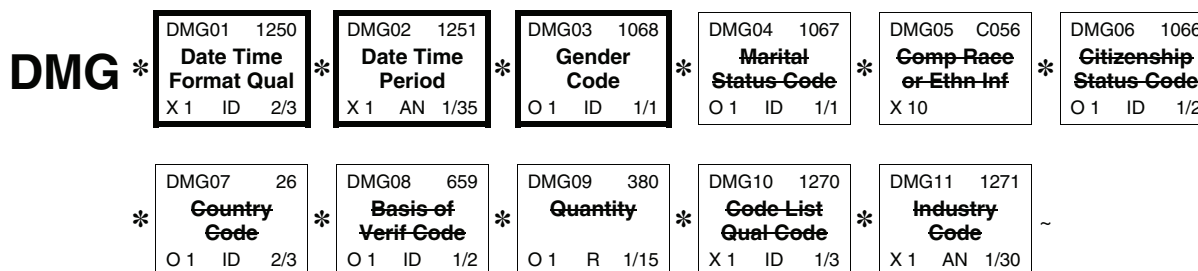 DMG * DMG01 1250 * DMG02 1251 * DMG03 1068 * DMG04 1067 * DMG05 C056 * DMG06 1066
Date Time Date Time Gender Marital Comp Race Citizenship
Format Qual Period Code Status Code or Ethn Inf Status Code
X 1 ID 2/3 X 1 AN 1/35 O 1 ID 1/1 O 1 ID 1/1 X 10 O 1 ID 1/2
* DMG07 26 * DMG08 659 * DMG09 380 * DMG10 1270 * DMG11 1271 ~
Country Basis of Quantity Code List Industry
Code Verif Code Qual Code Code
O 1 ID 2/3 O 1 ID 1/2 O 1 R 1/15 X 1 ID 1/3 X 1 AN 1/30